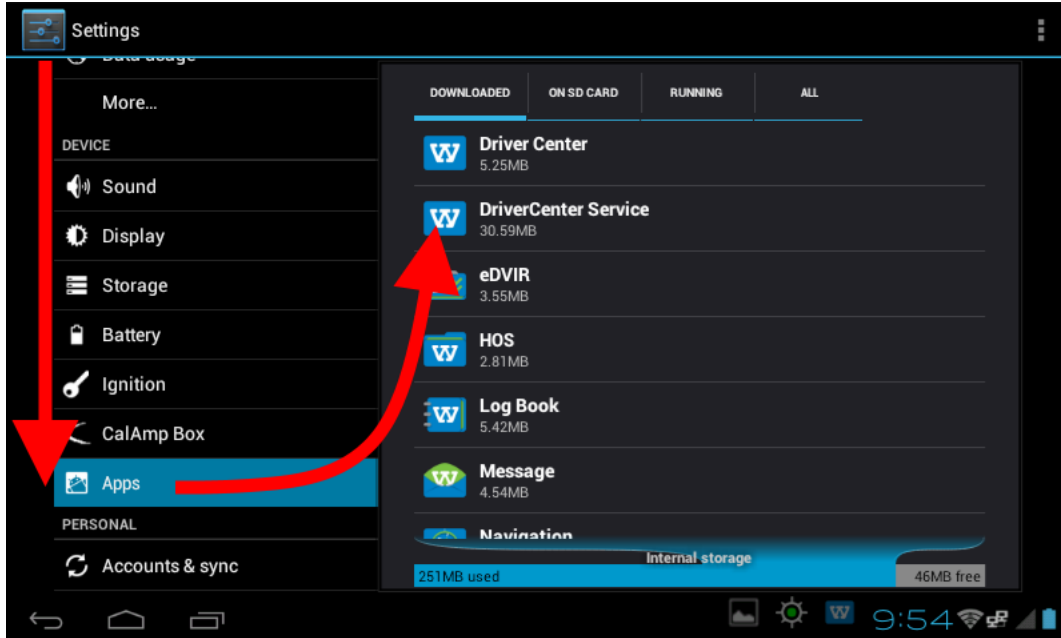 Settings
Data usage
More...
DEVICE
Sound
Display
Storage
Battery
Ignition
CalAmp Box
Apps
PERSONAL
Accounts & sync
DOWNLOADED ON SD CARD RUNNING ALL
Driver Center
5.25MB
DriverCenter Service
30.59MB
eDVIR
3.55MB
HOS
2.81MB
Log Book
5.42MB
Message
4.54MB
Navigation
Internal storage
251MB used 46MB free
9:54